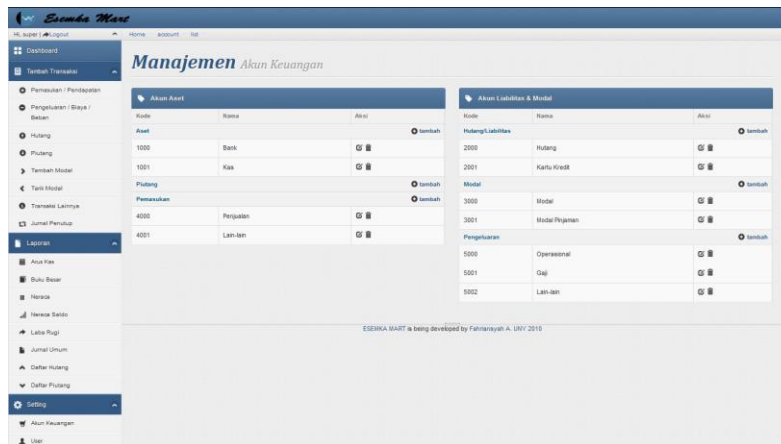 Esemka Mart
Hi, super | Logout
Home account list
Dashboard
Tambah Transaksi
Pemasukan / Pendapatan
Pengeluaran / Biaya /
Beban
Hutang
Piutang
Tambah Modal
Tarik Modal
Transaksi Lainnya
Jurnal Penutup
Laporan
Arus Kas
Buku Besar
Neraca
Neraca Saldo
Laba Rugi
Jurnal Umum
Daftar Hutang
Daftar Piutang
Setting
Akun Keuangan
User
Manajemen Akun Keuangan
Akun Aset
Kode Nama Aksi
Aset tambah
1000 Bank
1001 Kas
Piutang tambah
Pemasukan tambah
4000 Penjualan
4001 Lain-lain
Akun Liabilitas & Modal
Kode Nama Aksi
Hutang/Liabilitas tambah
2000 Hutang
2001 Kartu Kredit
Modal tambah
3000 Modal
3001 Modal Pinjaman
Pengeluaran tambah
5000 Operasional
5001 Gaji
5002 Lain-lain
ESEMKA MART is being developed by Fahriansyah A. UNY 2016